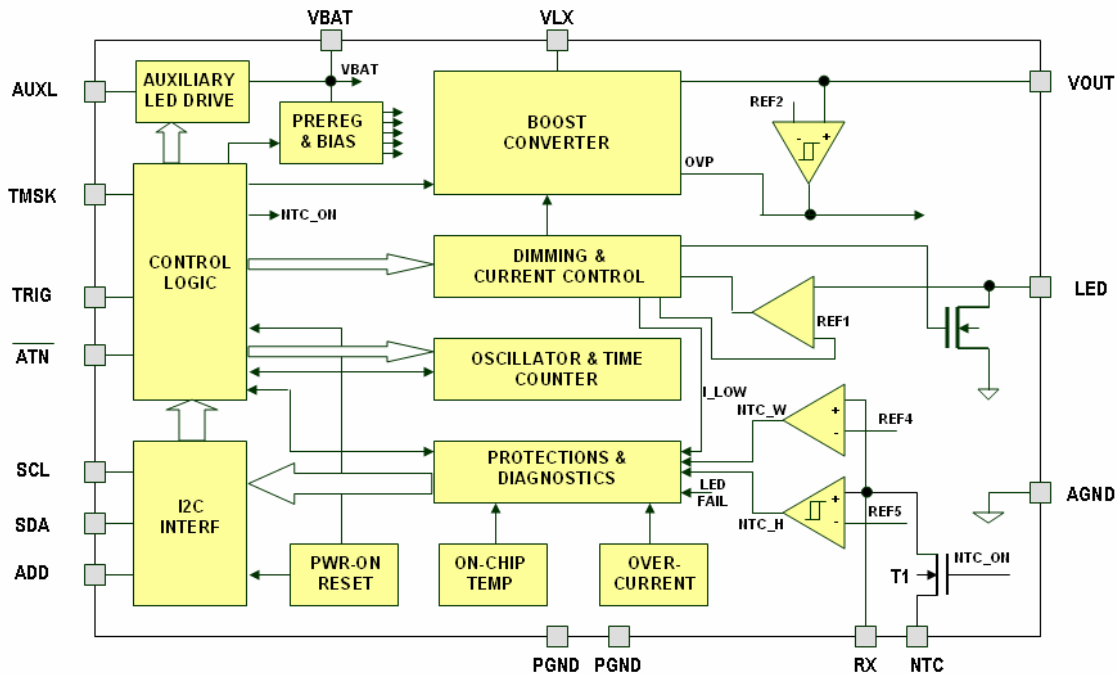 VBAT
VLX
AUXL
AUXILIARY
LED DRIVE
VBAT
PREREG
& BIAS
BOOST
CONVERTER
REF2
- +
VOUT
OVP
TMSK
NTC_ON
CONTROL
LOGIC
DIMMING &
CURRENT CONTROL
TRIG
REF1
LED
ATN
OSCILLATOR & TIME
COUNTER
I_LOW
NTC_W
+
-
REF4
SCL
SDA
ADD
I2C
INTERF
PROTECTIONS &
DIAGNOSTICS
LED
FAIL
NTC_H
+
-
REF5
AGND
PWR-ON
RESET
ON-CHIP
TEMP
OVER-
CURRENT
T1
NTC_ON
PGND
PGND
RX
NTC